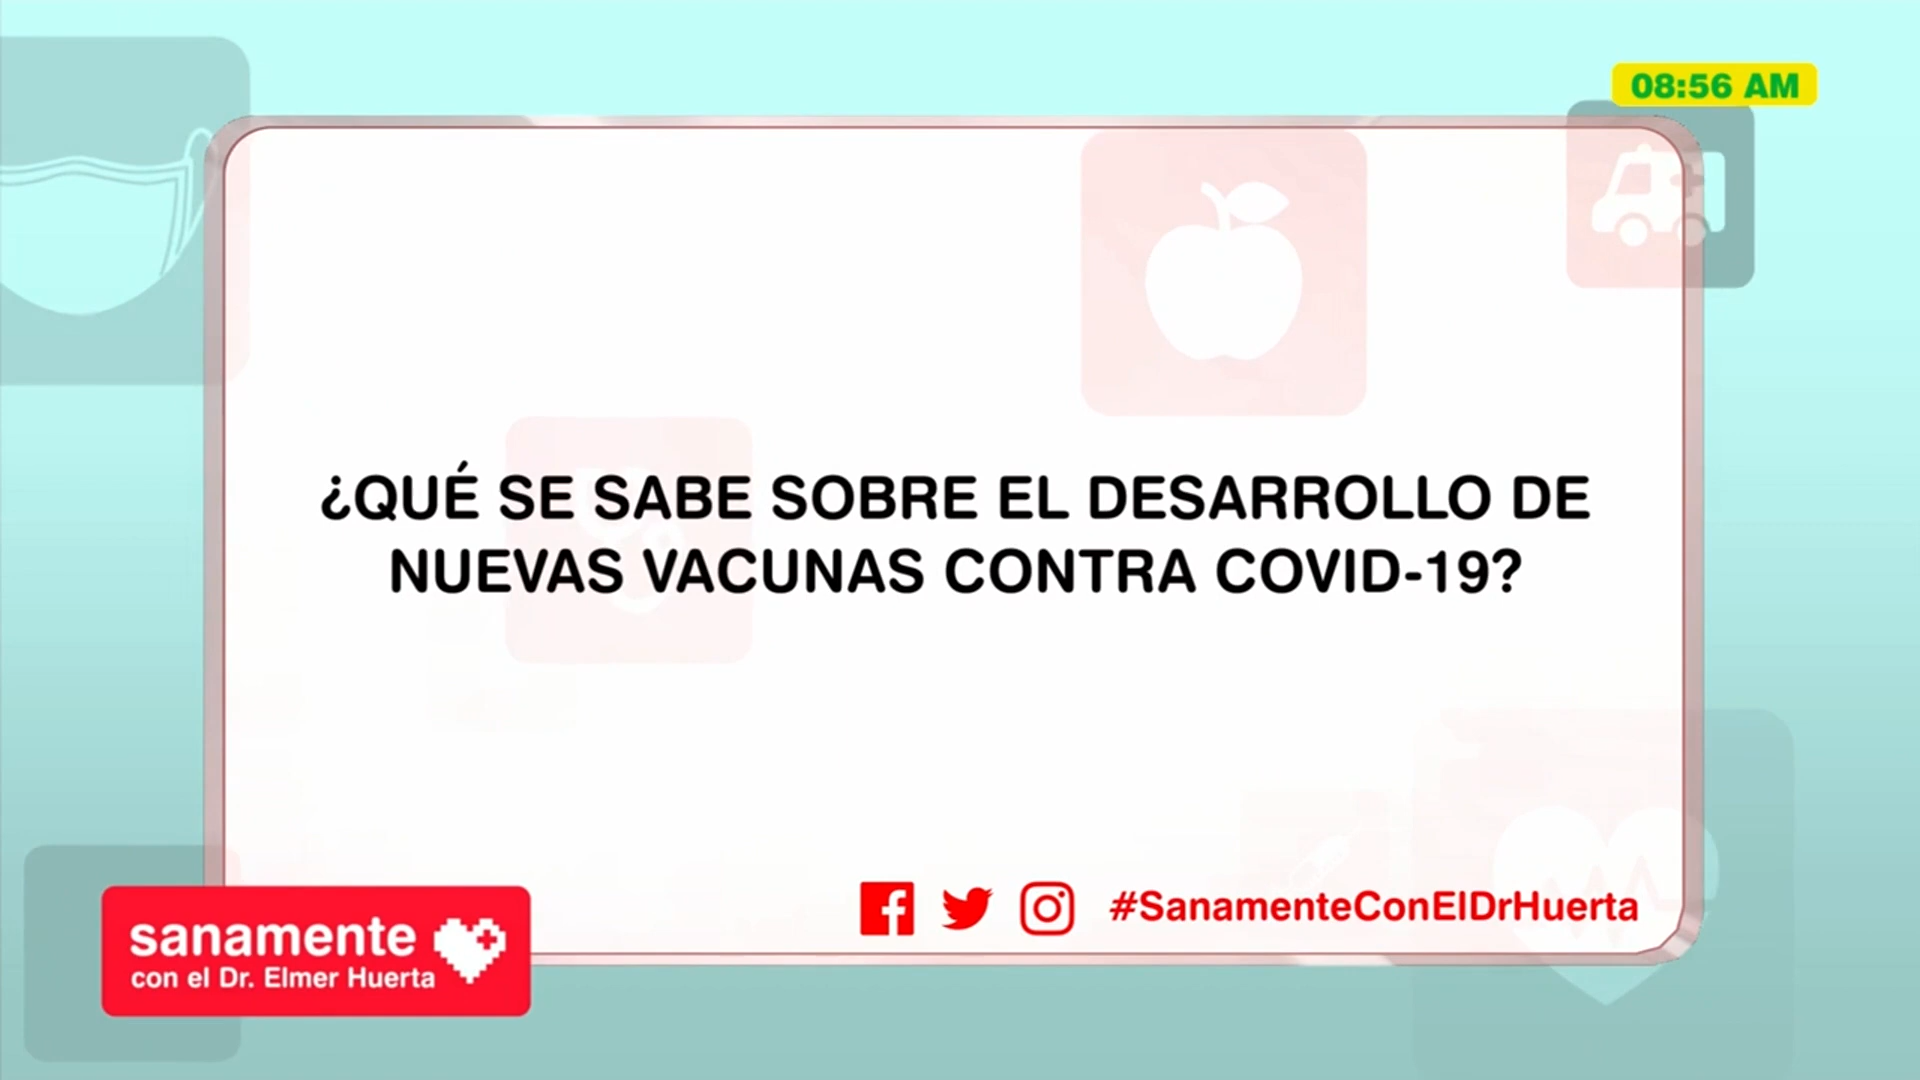 08:56 AM
¿QUÉ SE SABE SOBRE EL DESARROLLO DE
NUEVAS VACUNAS CONTRA COVID-19?
#SanamenteConElDrHuerta
sanamente
con el Dr. Elmer Huerta